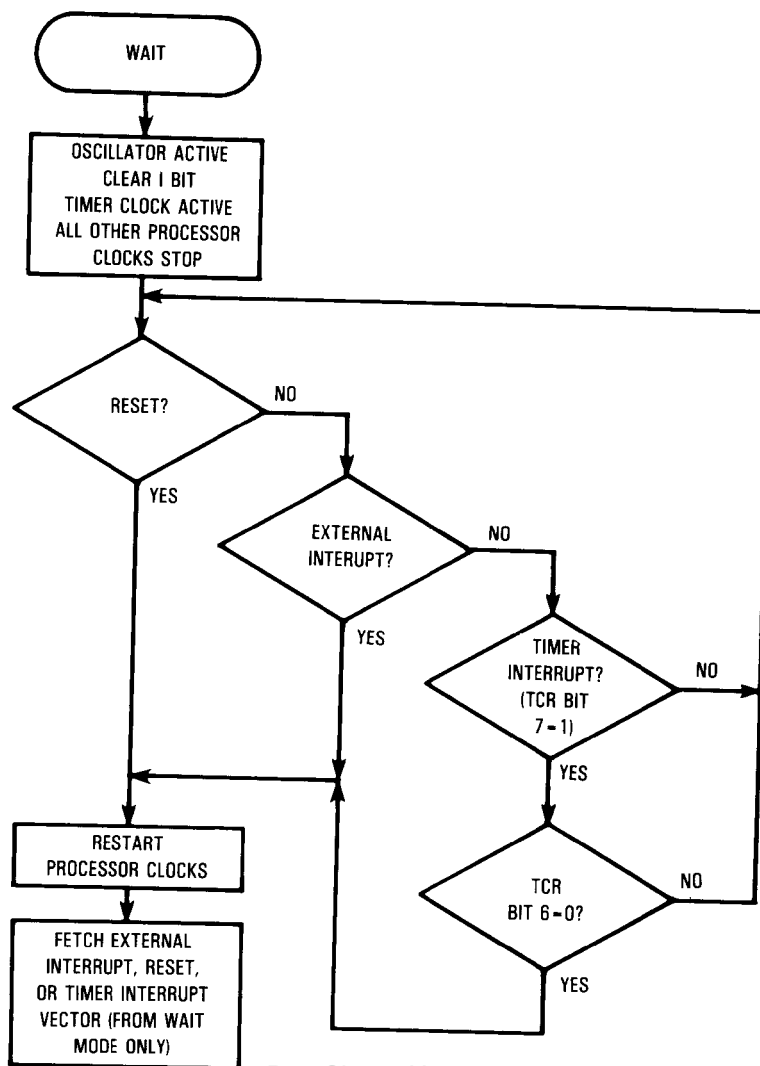 WAIT
OSCILLATOR ACTIVE
CLEAR I BIT
TIMER CLOCK ACTIVE
ALL OTHER PROCESSOR
CLOCKS STOP
RESET?
NO
YES
EXTERNAL
INTERUPT?
NO
YES
TIMER
INTERRUPT?
(TCR BIT
7=1)
NO
YES
RESTART
PROCESSOR CLOCKS
TCR
BIT 6=0?
NO
YES
FETCH EXTERNAL
INTERRUPT, RESET,
OR TIMER INTERRUPT
VECTOR (FROM WAIT
MODE ONLY)